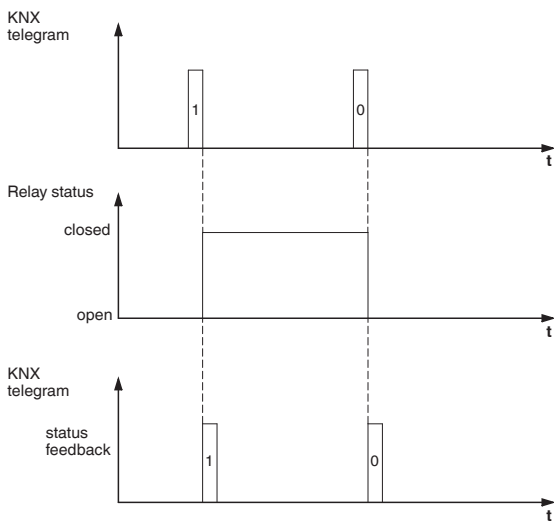 KNX
telegram
1
0
t
Relay status
closed
open
t
KNX
telegram
status
feedback
1
0
t